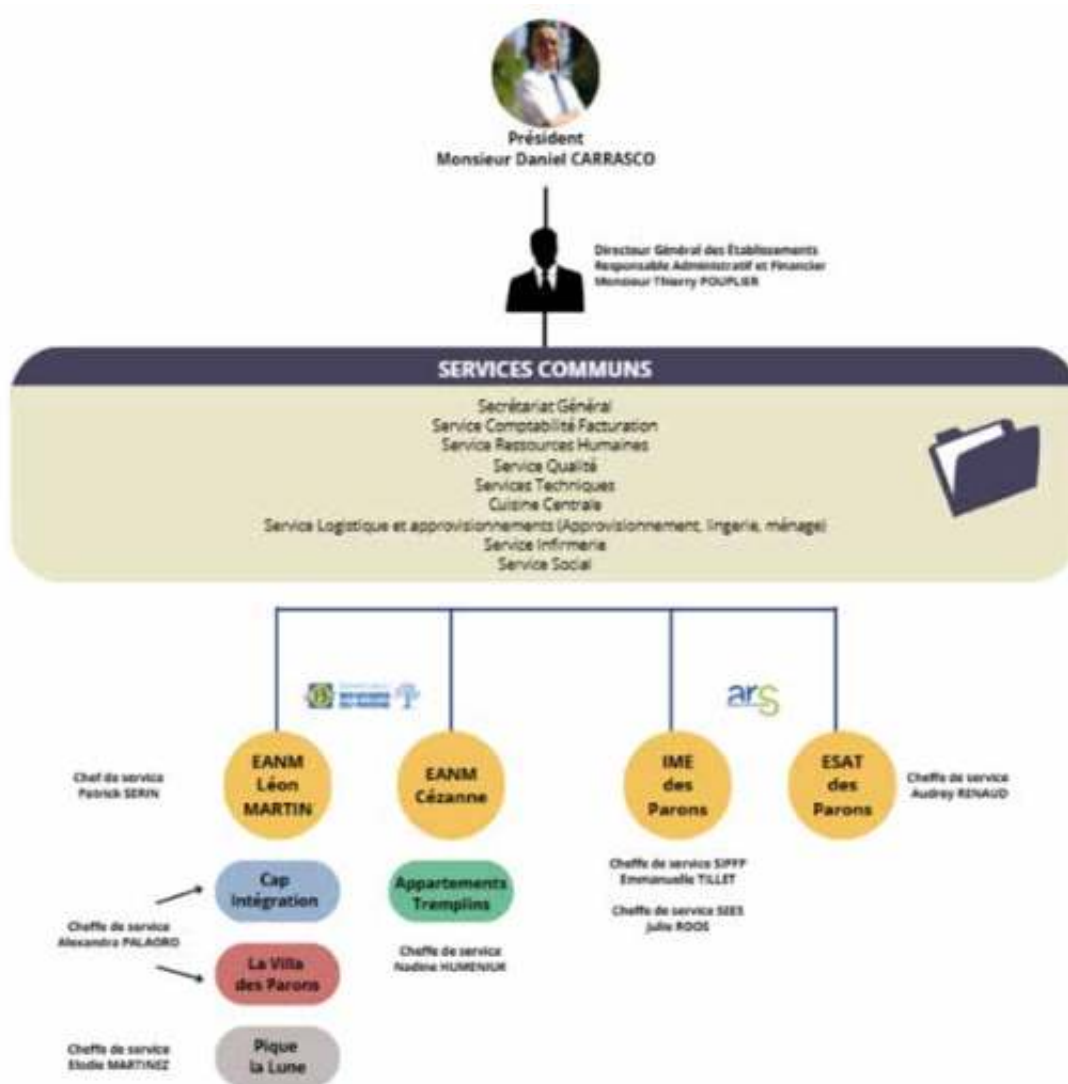 Président
Monsieur Daniel CARRASCO
Directeur Général des Établissements
Responsable Administratif et Financier
Monsieur Thierry POUPLIER
SERVICES COMMUNS
Secrétariat Général
Service Comptabilité Facturation
Service Ressources Humaines
Service Qualité
Services Techniques
Cuisine Centrale
Service Logistique et approvisionnements (Approvisionnement, lingerie, ménage)
Service Infirmerie
Service Social
ars
Chef de service
Patrick SERIN
EANM
Léon
MARTIN
EANM
Cézanne
IME
des
Parons
ESAT
des
Parons
Cheffe de service
Audrey RENAUD
Cap
Intégration
Appartements
Tremplins
Cheffe de service SIPFP
Emmanuelle TILLET
Cheffe de service SEES
Julie ROOS
Cheffe de service
Alexandra PALAORO
Cheffe de service
Nadine HUMENIUK
La Villa
des Parons
Cheffe de service
Elodie MARTINEZ
Pique
la Lune